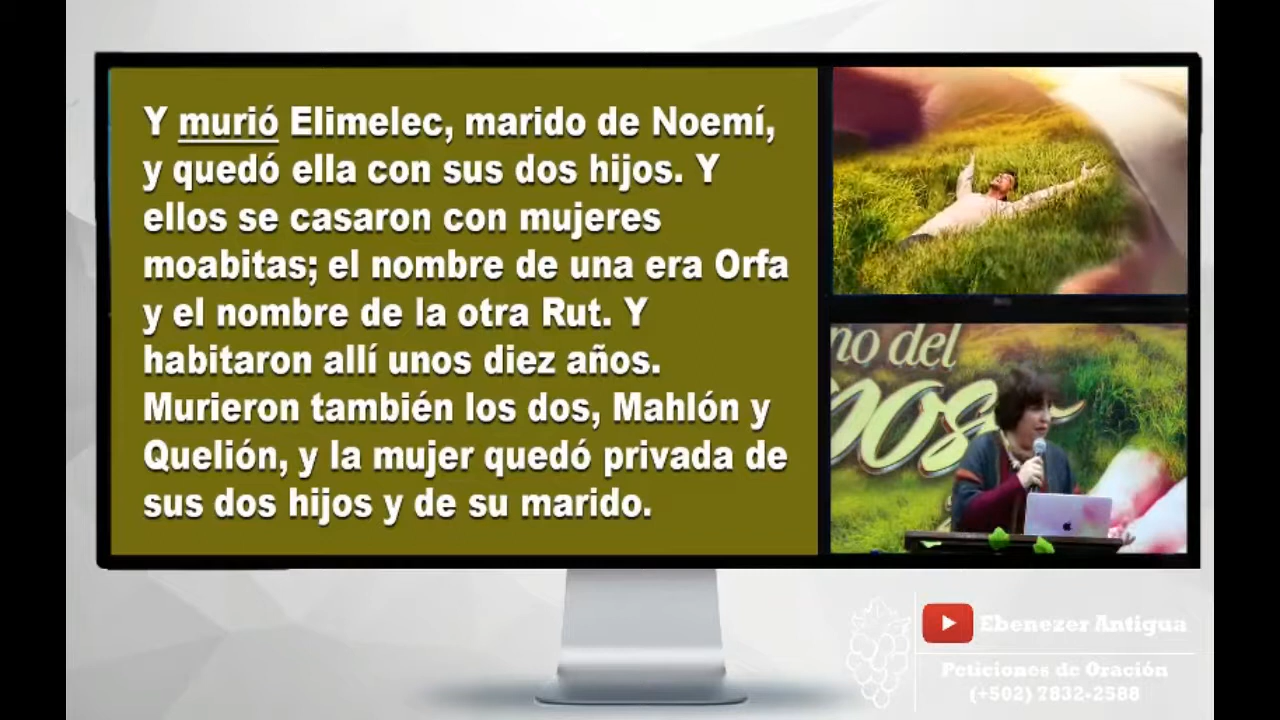 Y murió Elimelec, marido de Noemí,
y quedó ella con sus dos hijos. Y
ellos se casaron con mujeres
moabitas; el nombre de una era Orfa
y el nombre de la otra Rut. Y
habitaron allí unos diez años.
Murieron también los dos, Mahlón y
Quelión, y la mujer quedó privada de
sus dos hijos y de su marido.
no del
pos
Ebenezer Antigua
Peticiones de Oración
(+502) 7832-2588